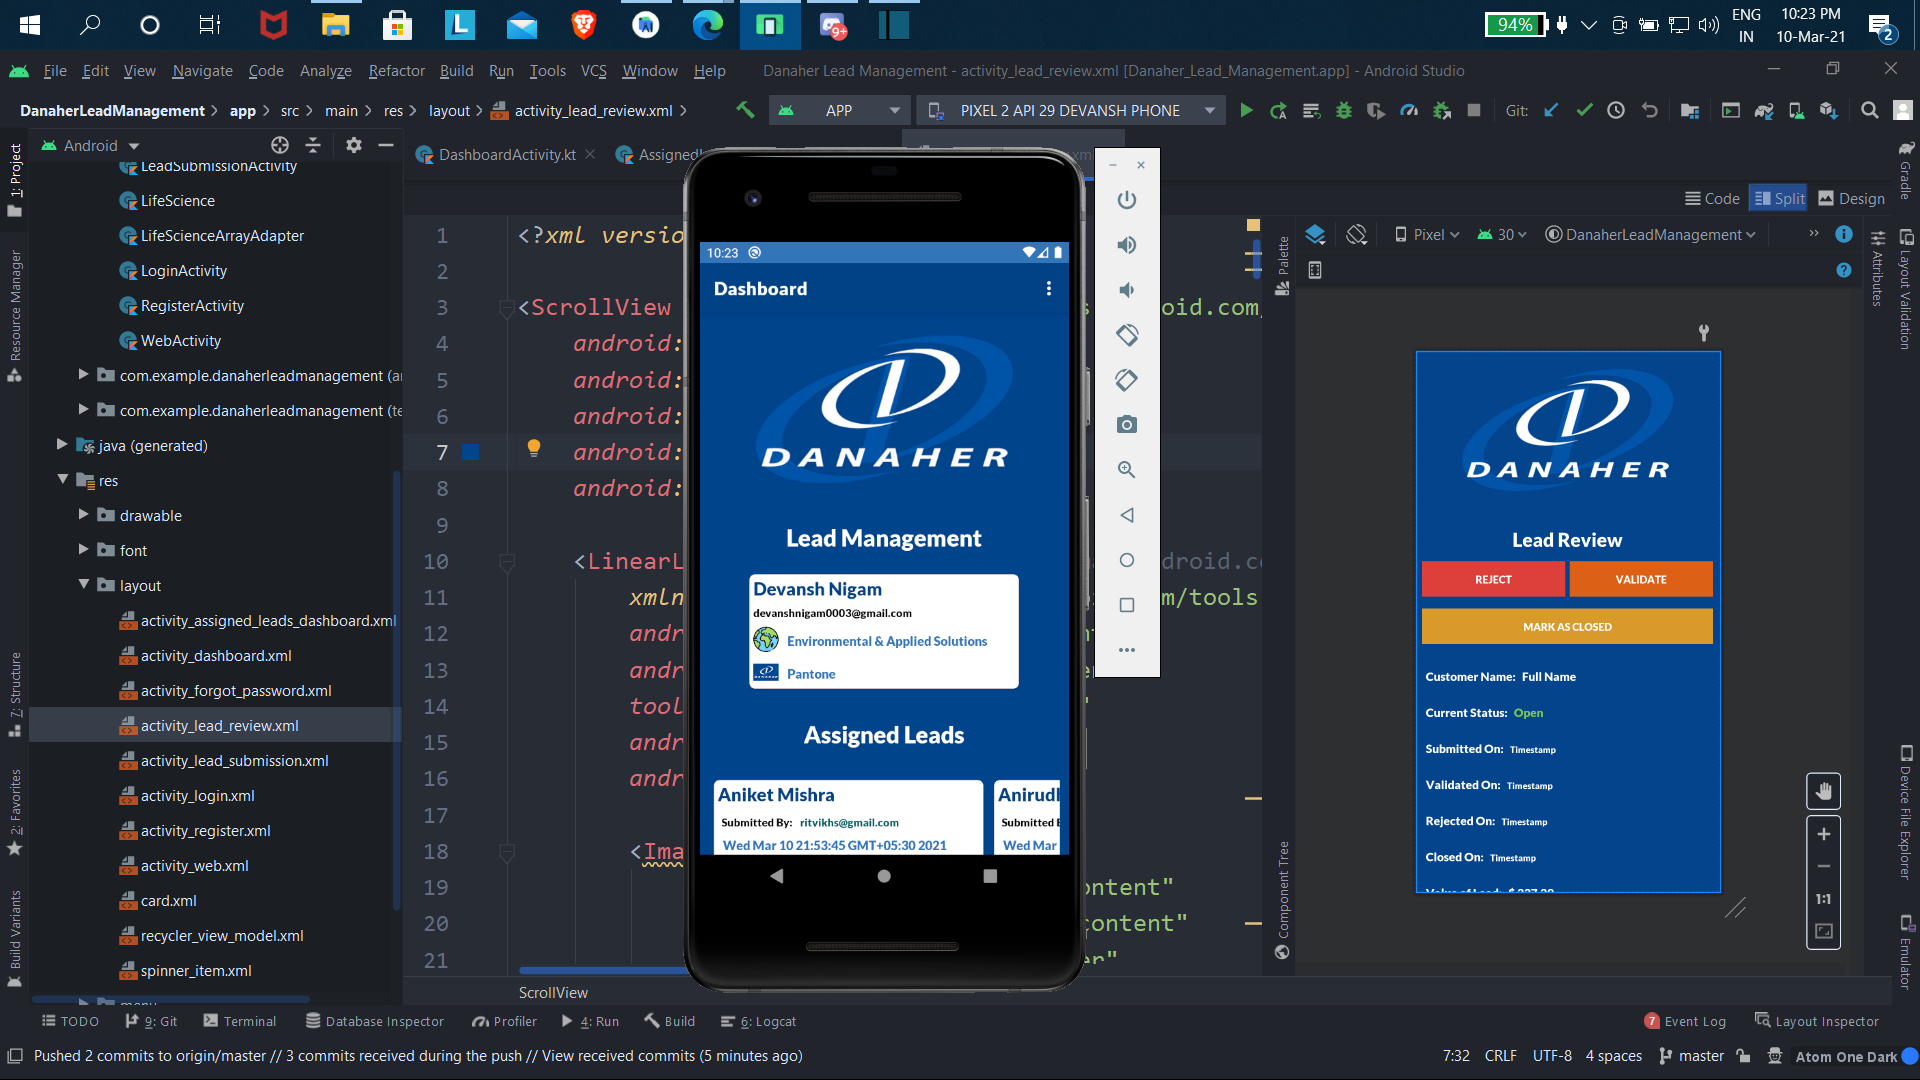 94%
ENG
IN
10:23 PM
10-Mar-21
2
9+
File Edit View Navigate Code Analyze Refactor Build Run Tools VCS Window Help
Danaher Lead Management - activity_lead_review.xml [Danaher_Lead_Management.app] - Android Studio
DanaherLeadManagement > app > src > main > res > layout > activity_lead_review.xml >
APP
PIXEL 2 API 29 DEVANSH PHONE
Git:
Android
DashboardActivity.kt
Code Split Design
1: Project
Resource Manager
7: Structure
2: Favorites
Build Variants
LeadSubmissionActivity
LifeScience
LifeScienceArrayAdapter
LoginActivity
RegisterActivity
WebActivity
com.example.danaherleadmanagement
com.example.danaherleadmanagement
java (generated)
res
drawable
font
layout
activity_assigned_leads_dashboard.xml
activity_dashboard.xml
activity_forgot_password.xml
activity_lead_review.xml
activity_lead_submission.xml
activity_login.xml
activity_register.xml
activity_web.xml
card.xml
recycler_view_model.xml
spinner_item.xml
1 <?xml versio
2
3 <ScrollView oid.com/
4 android:
5 android:
6 android:
7 android:
8 android:
9
10 <LinearL droid.co
11 xmln m/tools
12 andr
13 andr
14 tool
15 andr
16 andr
17
18 <Ima
19 ontent"
20 content"
21 er"
ScrollView
10:23
Dashboard
DANAHER
Lead Management
Devansh Nigam
devanshnigam0003@gmail.com
Environmental & Applied Solutions
DANAHER
Pantone
Assigned Leads
Aniket Mishra
Submitted By: ritvikhs@gmail.com
Wed Mar 10 21:53:45 GMT+05:30 2021
Anirudh
Submitted B
Wed Mar
Palette
Component Tree
Pixel
30
DanaherLeadManagement
DANAHER
Lead Review
REJECT
VALIDATE
MARK AS CLOSED
Customer Name: Full Name
Current Status: Open
Submitted On: Timestamp
Validated On: Timestamp
Rejected On: Timestamp
Closed On: Timestamp
Value of Lead: $ 237.29
1:1
Attributes
Gradle
Layout Validation
Device File Explorer
Emulator
TODO
9: Git
Terminal
Database Inspector
Profiler
4: Run
Build
6: Logcat
7 Event Log
Layout Inspector
Pushed 2 commits to origin/master // 3 commits received during the push // View received commits (5 minutes ago)
7:32 CRLF UTF-8 4 spaces master Atom One Dark